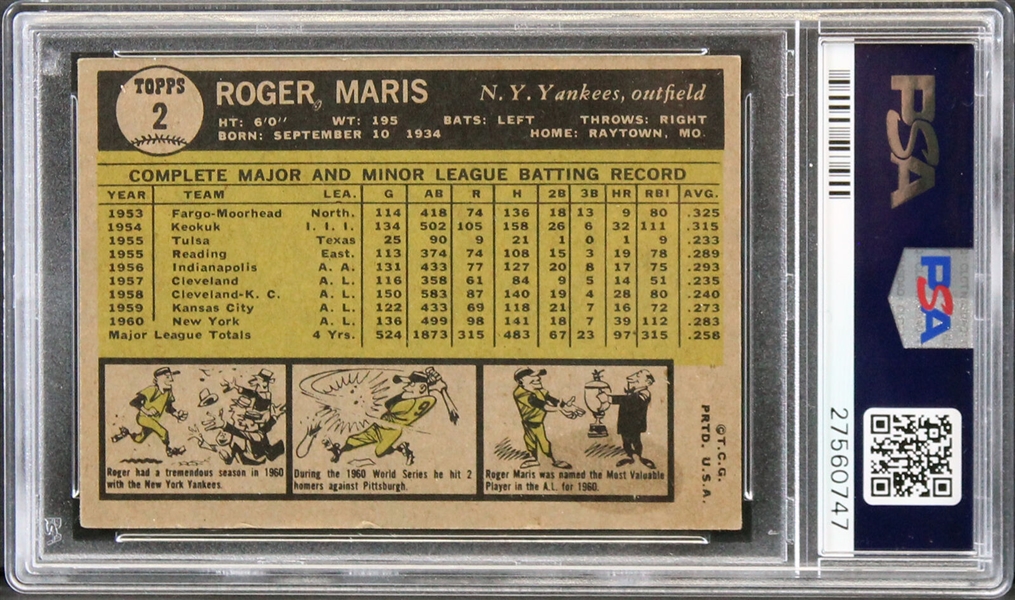 TOPPS
2
ROGER MARIS
N. Y. Yankees, outfield
HT: 6'0" WT: 195 BATS: LEFT THROWS: RIGHT
BORN: SEPTEMBER 10 1934 HOME: RAYTOWN, MO.
COMPLETE MAJOR AND MINOR LEAGUE BATTING RECORD
YEAR TEAM LEA. G AB R H 2B 3B HR RBI AVG.
1953 Fargo-Moorhead North. 114 418 74 136 18 13 9 80 .325
1954 Keokuk I. I. I. 134 502 105 158 26 6 32 111 .315
1955 Tulsa Texas 25 90 9 21 1 0 1 9 .233
1955 Reading East. 113 374 74 108 15 3 19 78 .289
1956 Indianapolis A. A. 131 433 77 127 20 8 17 75 .293
1957 Cleveland A. L. 116 358 61 84 9 5 14 51 .235
1958 Cleveland-K. C. A. L. 150 583 87 140 19 4 28 80 .240
1959 Kansas City A. L. 122 433 69 118 21 7 16 72 .273
1960 New York A. L. 136 499 98 141 18 7 39 112 .283
Major League Totals 4 Yrs. 524 1873 315 483 67 23 97 315 .258
Roger had a tremendous season in 1960
with the New York Yankees.
During the 1960 World Series he hit 2
homers against Pittsburgh.
Roger Maris was named the Most Valuable
Player in the A.L. for 1960.
©T.C.G.
PRTD. U.S.A.
PSA
PSA
27560747